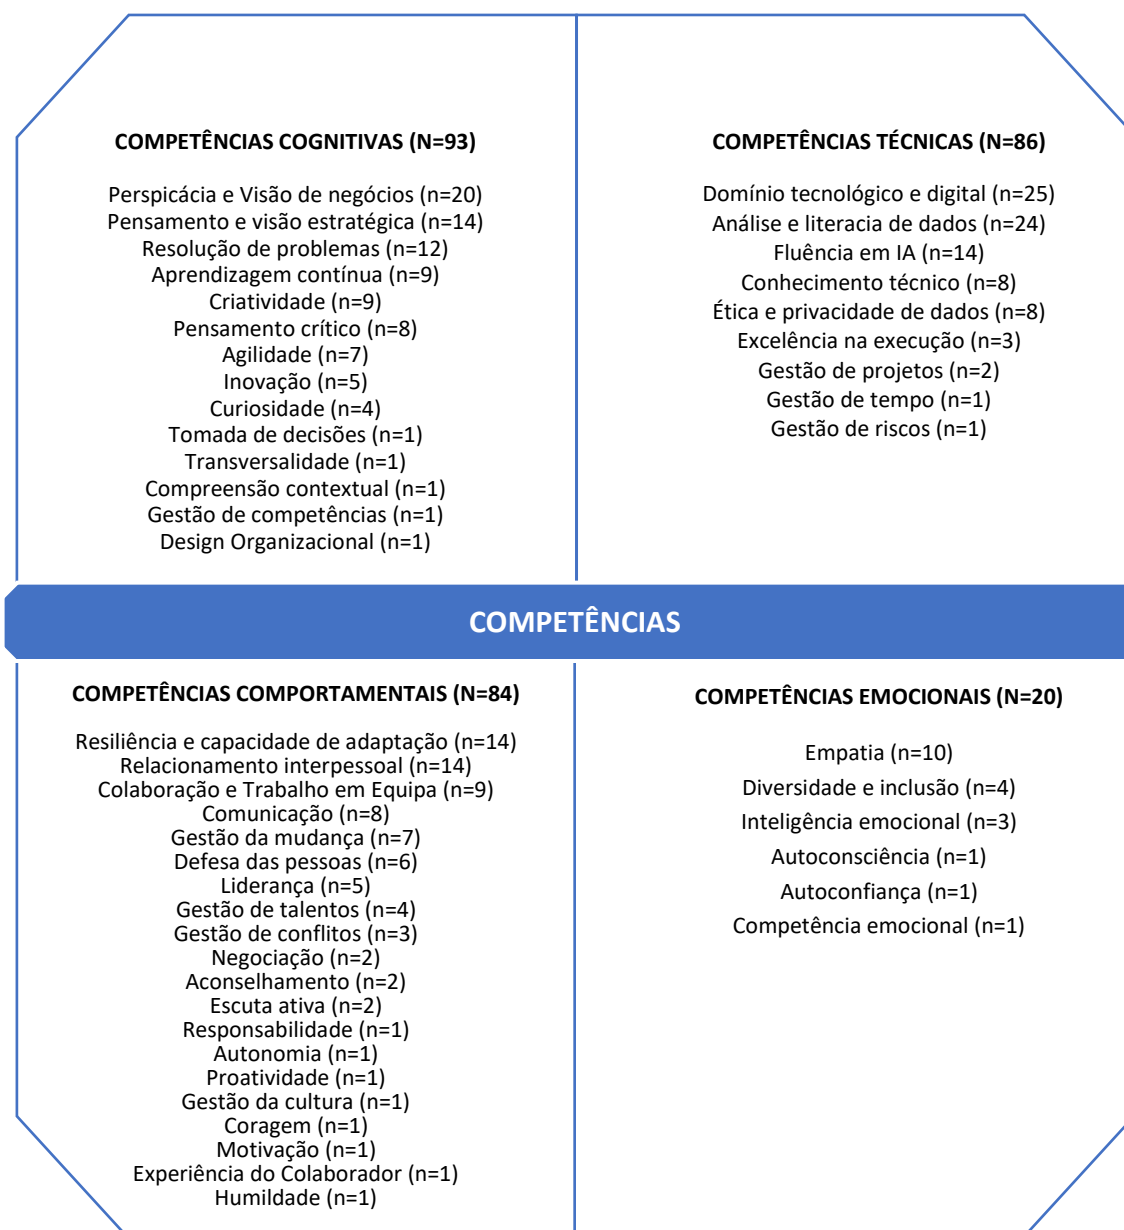 COMPETÊNCIAS COGNITIVAS (N=93)
Perspicácia e Visão de negócios (n=20)
Pensamento e visão estratégica (n=14)
Resolução de problemas (n=12)
Aprendizagem contínua (n=9)
Criatividade (n=9)
Pensamento crítico (n=8)
Agilidade (n=7)
Inovação (n=5)
Curiosidade (n=4)
Tomada de decisões (n=1)
Transversalidade (n=1)
Compreensão contextual (n=1)
Gestão de competências (n=1)
Design Organizacional (n=1)
COMPETÊNCIAS TÉCNICAS (N=86)
Domínio tecnológico e digital (n=25)
Análise e literacia de dados (n=24)
Fluência em IA (n=14)
Conhecimento técnico (n=8)
Ética e privacidade de dados (n=8)
Excelência na execução (n=3)
Gestão de projetos (n=2)
Gestão de tempo (n=1)
Gestão de riscos (n=1)
COMPETÊNCIAS
COMPETÊNCIAS COMPORTAMENTAIS (N=84)
Resiliência e capacidade de adaptação (n=14)
Relacionamento interpessoal (n=14)
Colaboração e Trabalho em Equipa (n=9)
Comunicação (n=8)
Gestão da mudança (n=7)
Defesa das pessoas (n=6)
Liderança (n=5)
Gestão de talentos (n=4)
Gestão de conflitos (n=3)
Negociação (n=2)
Aconselhamento (n=2)
Escuta ativa (n=2)
Responsabilidade (n=1)
Autonomia (n=1)
Proatividade (n=1)
Gestão da cultura (n=1)
Coragem (n=1)
Motivação (n=1)
Experiência do Colaborador (n=1)
Humildade (n=1)
COMPETÊNCIAS EMOCIONAIS (N=20)
Empatia (n=10)
Diversidade e inclusão (n=4)
Inteligência emocional (n=3)
Autoconsciência (n=1)
Autoconfiança (n=1)
Competência emocional (n=1)